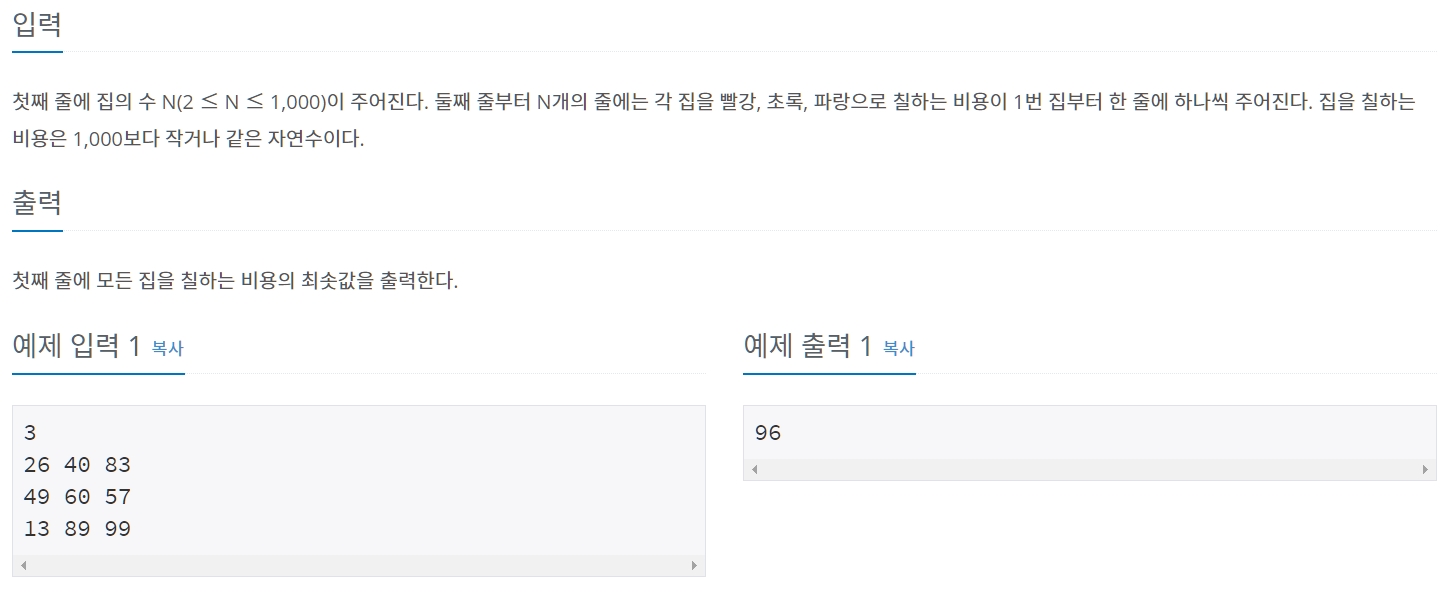 입력
첫째 줄에 집의 수 N(2 ≤ N ≤ 1,000)이 주어진다. 둘째 줄부터 N개의 줄에는 각 집을 빨강, 초록, 파랑으로 칠하는 비용이 1번 집부터 한 줄에 하나씩 주어진다. 집을 칠하는
비용은 1,000보다 작거나 같은 자연수이다.
출력
첫째 줄에 모든 집을 칠하는 비용의 최솟값을 출력한다.
예제 입력 1 복사
3
26 40 83
49 60 57
13 89 99
예제 출력 1 복사
96